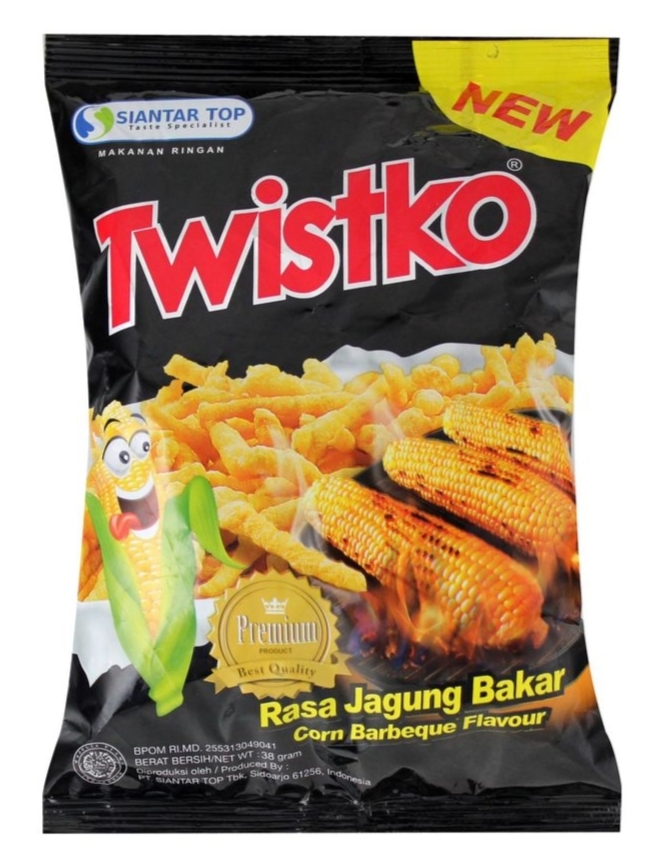 NEW
SIANTAR TOP
Taste Specialist
MAKANAN RINGAN
Twistko®
Premium
PRODUCT
Best Quality
Rasa Jagung Bakar
Corn Barbeque Flavour
BPOM RI.MD. 255313049041
BERAT BERSIH/NET WT : 38 gram
Diproduksi oleh / Produced By :
PT. SIANTAR TOP Tbk. Sidoarjo 61256, Indonesia